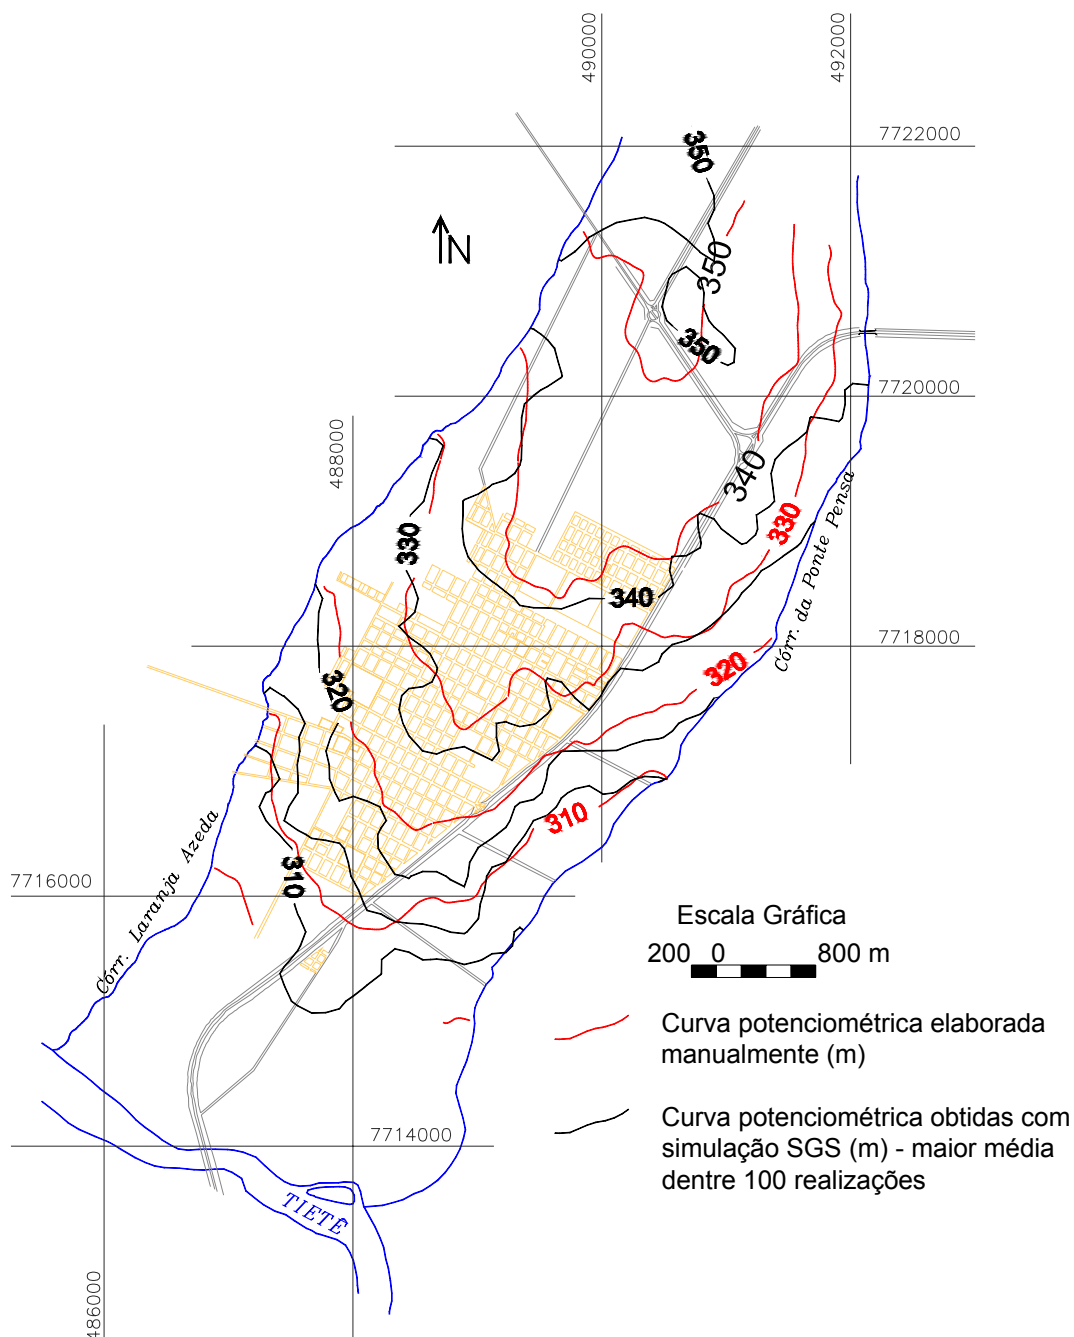 490000
492000
7722000
350
N
350
350
7720000
488000
340
330
330
Córr. da Ponte Pensa
340
7718000
320
320
310
Córr. Laranja Azeda
310
7716000
Escala Gráfica
200 0 800 m
Curva potenciométrica elaborada
manualmente (m)
Curva potenciométrica obtidas com
simulação SGS (m) - maior média
dentre 100 realizações
7714000
TIETÊ
486000